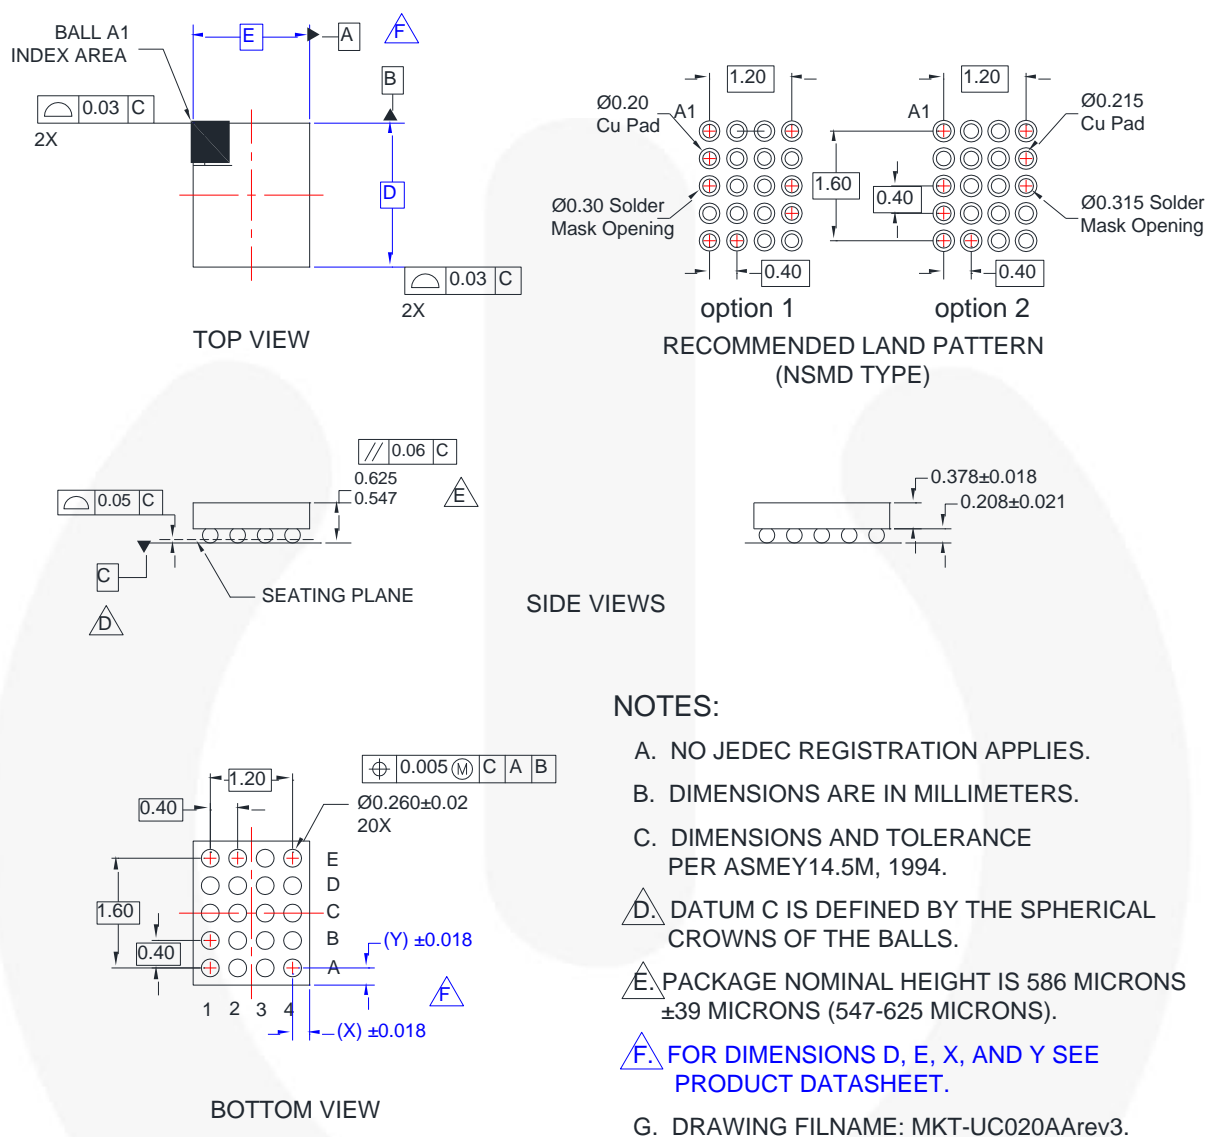 BALL A1
INDEX AREA
E
A
F
B
0.03 C
2X
D
0.03 C
2X
TOP VIEW
1.20
1.20
Ø0.20
Cu Pad
A1
A1
Ø0.215
Cu Pad
1.60
0.40
Ø0.30 Solder
Mask Opening
Ø0.315 Solder
Mask Opening
0.40
0.40
option 1
option 2
RECOMMENDED LAND PATTERN
(NSMD TYPE)
// 0.06 C
0.625
0.547
E
0.05 C
C
D
SEATING PLANE
0.378±0.018
0.208±0.021
SIDE VIEWS
0.005 Ⓜ C A B
1.20
0.40
Ø0.260±0.02
20X
E
D
C
B
A
1.60
0.40
(Y) ±0.018
F
1 2 3 4
(X) ±0.018
BOTTOM VIEW
NOTES:
A. NO JEDEC REGISTRATION APPLIES.
B. DIMENSIONS ARE IN MILLIMETERS.
C. DIMENSIONS AND TOLERANCE
PER ASMEY14.5M, 1994.
D. DATUM C IS DEFINED BY THE SPHERICAL
CROWNS OF THE BALLS.
E. PACKAGE NOMINAL HEIGHT IS 586 MICRONS
±39 MICRONS (547-625 MICRONS).
F. FOR DIMENSIONS D, E, X, AND Y SEE
PRODUCT DATASHEET.
G. DRAWING FILNAME: MKT-UC020AArev3.